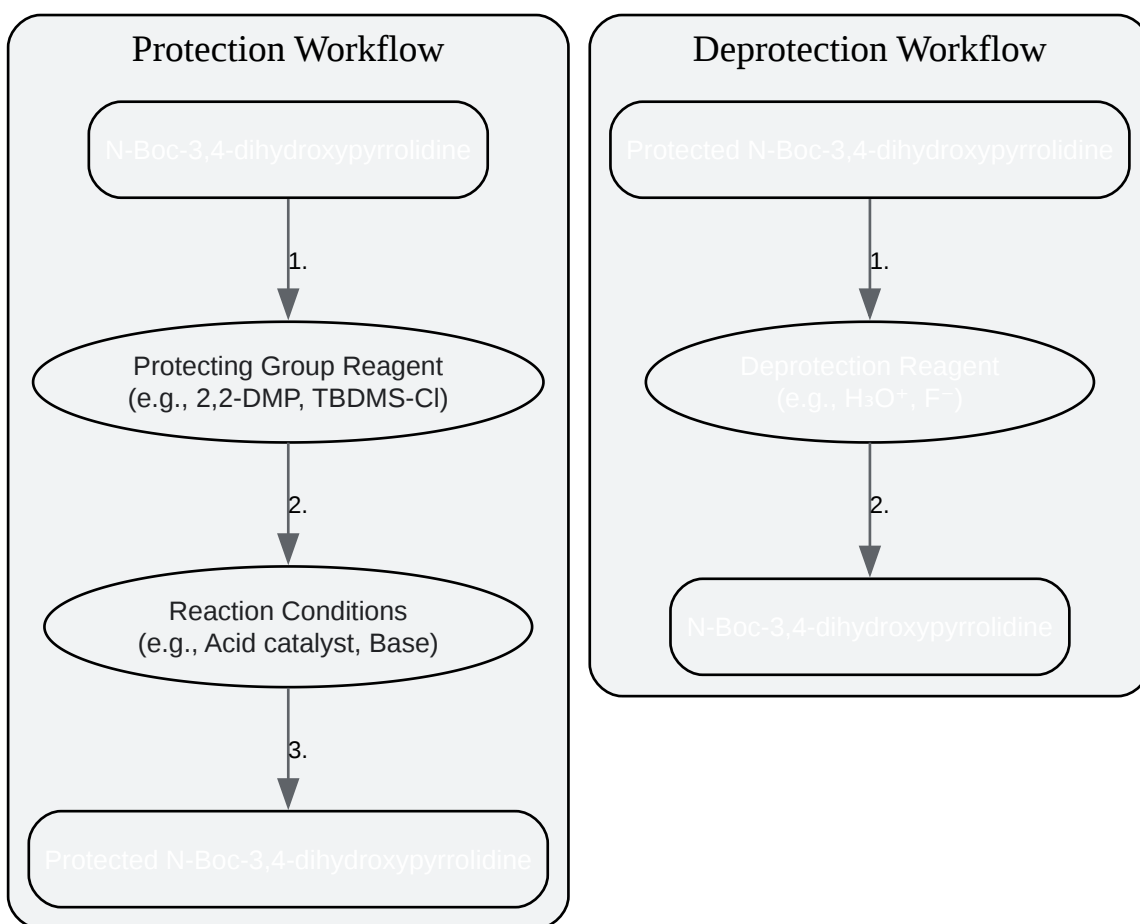 Protection Workflow
N-Boc-3,4-dihydroxypyrrolidine
1.
Protecting Group Reagent
(e.g., 2,2-DMP, TBDMS-Cl)
2.
Reaction Conditions
(e.g., Acid catalyst, Base)
3.
Protected N-Boc-3,4-dihydroxypyrrolidine
Deprotection Workflow
Protected N-Boc-3,4-dihydroxypyrrolidine
1.
Deprotection Reagent
(e.g., H₃O⁺, F⁻)
2.
N-Boc-3,4-dihydroxypyrrolidine